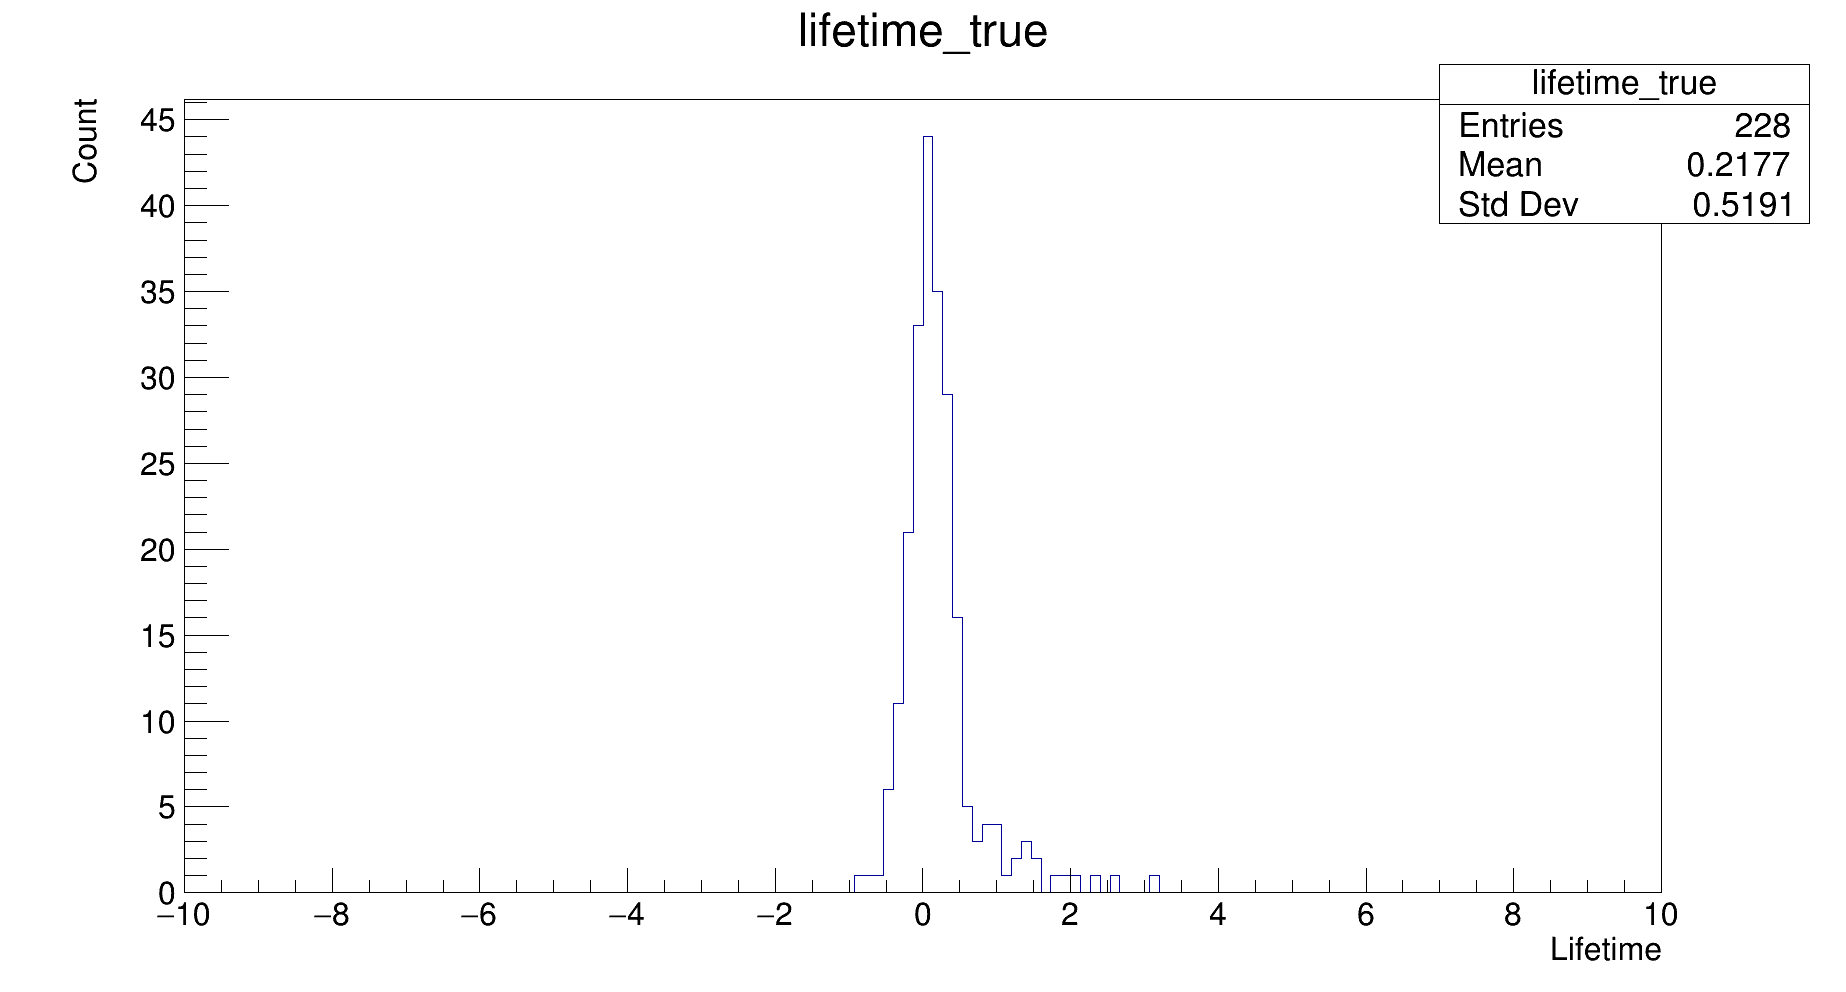 lifetime_true
lifetime_true
Entries 228
Mean 0.2177
Std Dev 0.5191
Count
45
40
35
30
25
20
15
10
5
0
−10 −8 −6 −4 −2 0 2 4 6 8 10
Lifetime